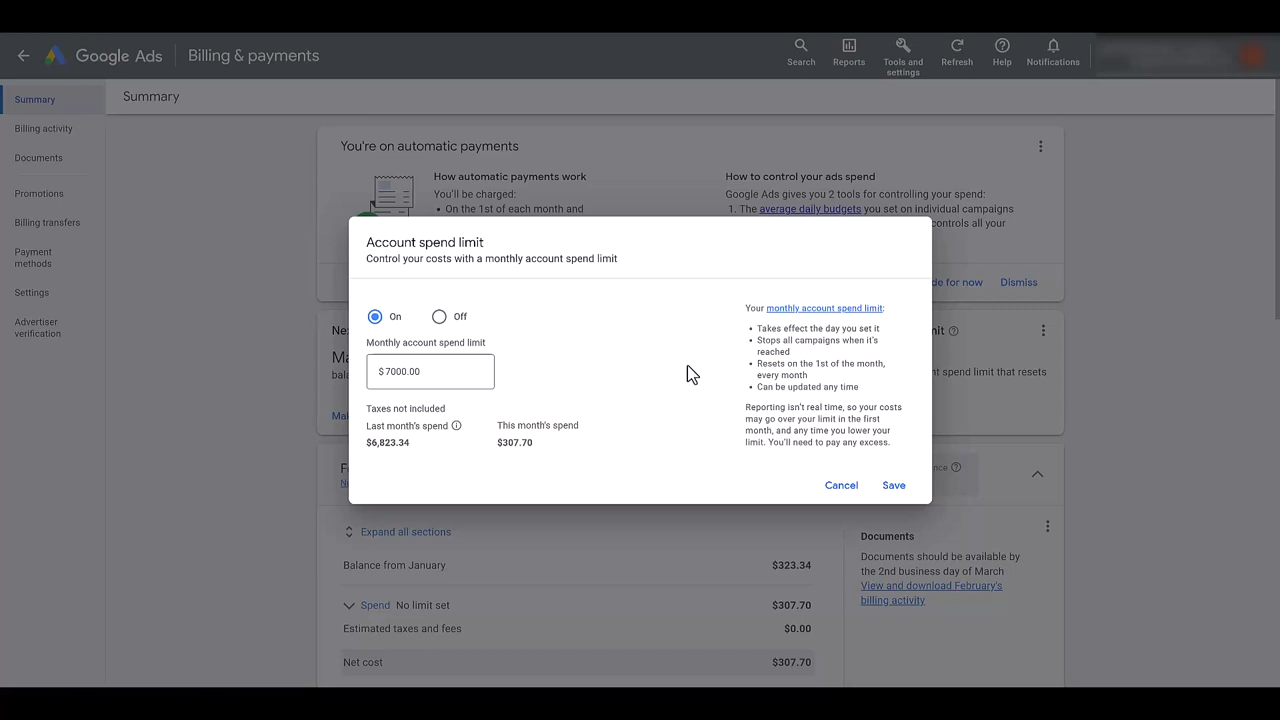 Google Ads
Billing & payments
Search
Reports
Tools and
settings
Refresh
Help
Notifications
Summary
Billing activity
Documents
Promotions
Billing transfers
Payment
methods
Settings
Advertiser
verification
Summary
You're on automatic payments
How automatic payments work
You'll be charged:
• On the 1st of each month and
How to control your ads spend
Google Ads gives you 2 tools for controlling your spend:
1. The average daily budgets you set on individual campaigns
controls all your
for now
Dismiss
Account spend limit
Control your costs with a monthly account spend limit
On
Off
Monthly account spend limit
$7000.00
Taxes not included
Last month's spend
This month's spend
$6,823.34
$307.70
Your monthly account spend limit:
• Takes effect the day you set it
• Stops all campaigns when it's
reached
• Resets on the 1st of the month,
every month
• Can be updated any time
Reporting isn't real time, so your costs
may go over your limit in the first
month, and any time you lower your
limit. You'll need to pay any excess.
Cancel
Save
spend limit that resets
Expand all sections
Balance from January
$323.34
Spend No limit set
$307.70
Estimated taxes and fees
$0.00
Net cost
$307.70
Documents
Documents should be available by
the 2nd business day of March
View and download February's
billing activity